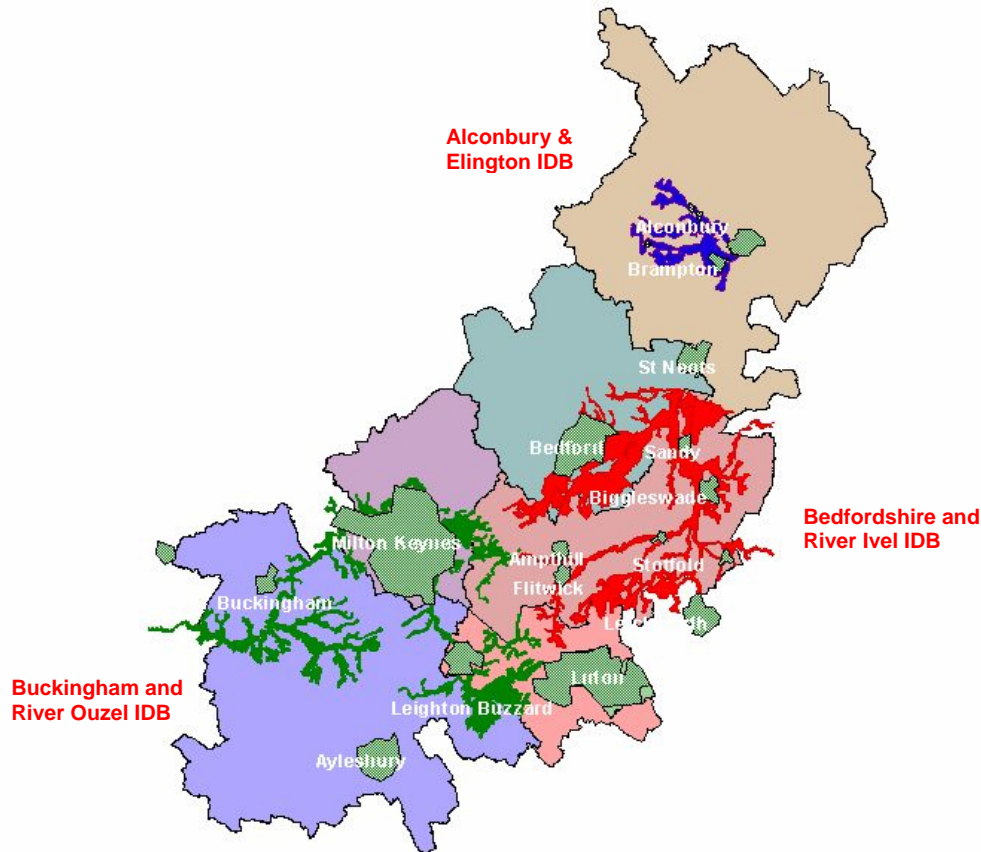 Alconbury &
Elington IDB
Alconbury
Brampton
St Neots
Bedford
Sandy
Biggleswade
Bedfordshire and
River Ivel IDB
Milton Keynes
Ampthill
Stotfold
Flitwick
Buckingham
Luton
Buckingham and
River Ouzel IDB
Leighton Buzzard
Aylesbury